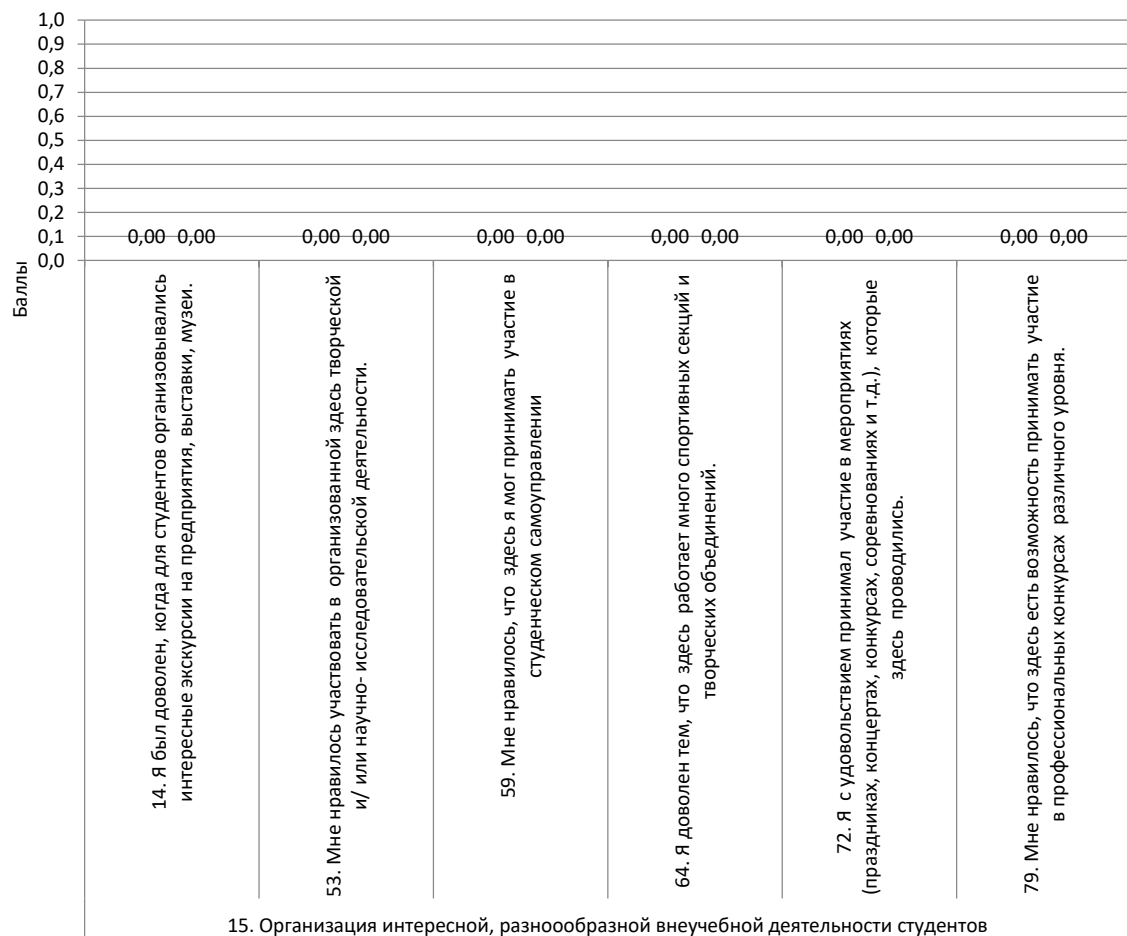 1,0
0,9
0,8
0,7
0,6
0,5
0,4
0,3
0,2
0,1
0,0
Баллы
0,00 0,00
0,00 0,00
0,00 0,00
0,00 0,00
0,00 0,00
0,00 0,00
14. Я был доволен, когда для студентов организовывались
интересные экскурсии на предприятия, выставки, музеи.
53. Мне нравилось участвовать в организованной здесь творческой
и/ или научно- исследовательской деятельности.
59. Мне нравилось, что здесь я мог принимать участие в
студенческом самоуправлении
64. Я доволен тем, что здесь работает много спортивных секций и
творческих объединений.
72. Я с удовольствием принимал участие в мероприятиях
(праздниках, концертах, конкурсах, соревнованиях и т.д.), которые
здесь проводились.
79. Мне нравилось, что здесь есть возможность принимать участие
в профессиональных конкурсах различного уровня.
15. Организация интересной, разноообразной внеучебной деятельности студентов